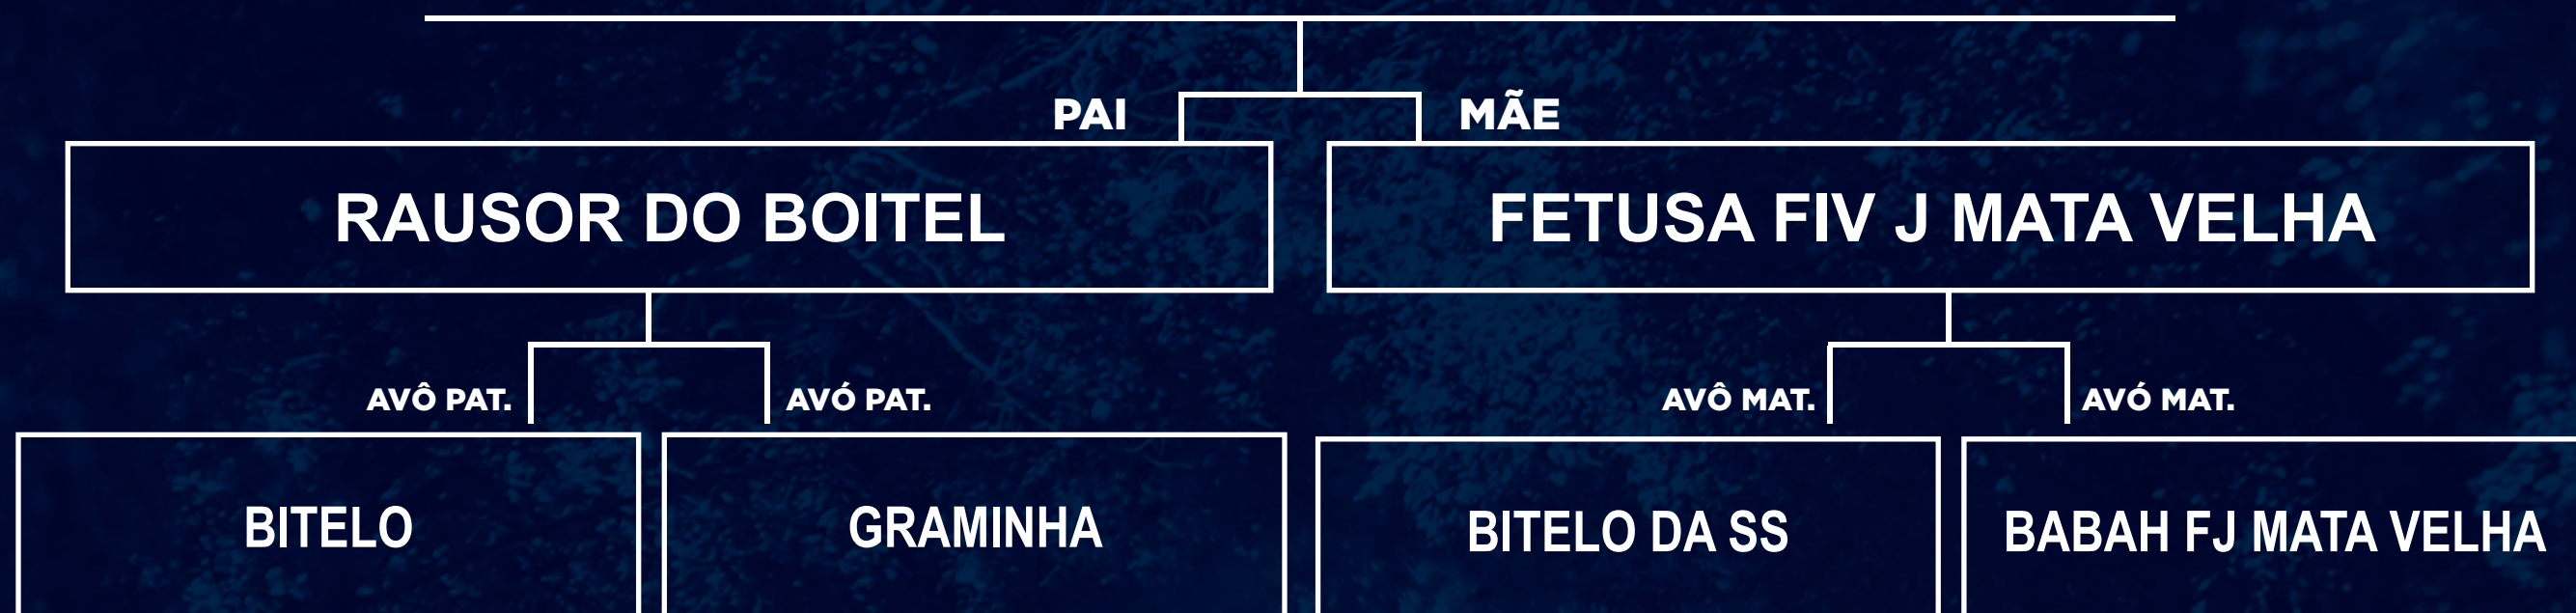 PAI
MÃE
RAUSOR DO BOITEL
FETUSA FIV J MATA VELHA
AVÔ PAT.
AVÓ PAT.
AVÔ MAT.
AVÓ MAT.
BITELO
GRAMINHA
BITELO DA SS
BABAH FJ MATA VELHA